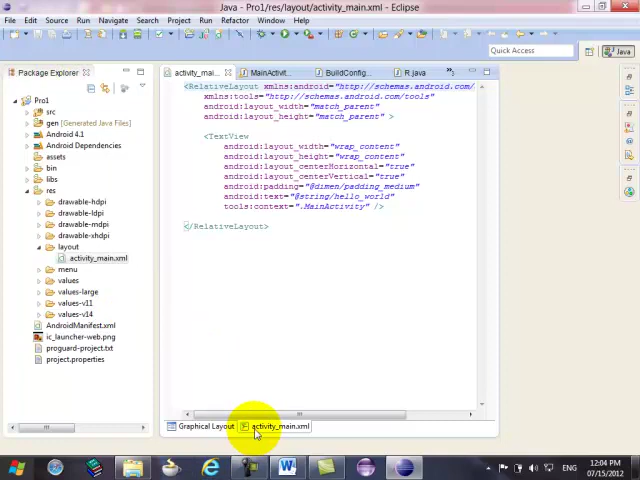 Java - Pro1/res/layout/activity_main.xml - Eclipse
File Edit Run Source Navigate Search Project Run Refactor Window Help
Quick Access
Java
Package Explorer
activity_mai...
MainActivit...
BuildConfig...
R.java
3
Pro1
src
gen [Generated Java Files]
Android 4.1
Android Dependencies
assets
bin
libs
res
drawable-hdpi
drawable-ldpi
drawable-mdpi
drawable-xhdpi
layout
activity_main.xml
menu
values
values-large
values-v11
values-v14
AndroidManifest.xml
ic_launcher-web.png
proguard-project.txt
project.properties
<RelativeLayout xmlns:android="http://schemas.android.com/
xmlns:tools="http://schemas.android.com/tools"
android:layout_width="match_parent"
android:layout_height="match_parent" >
<TextView
android:layout_width="wrap_content"
android:layout_height="wrap_content"
android:layout_centerHorizontal="true"
android:layout_centerVertical="true"
android:padding="@dimen/padding_medium"
android:text="@string/hello_world"
tools:context=".MainActivity" />
</RelativeLayout>
Graphical Layout
activity_main.xml
ENG
12:04 PM
07/15/2012